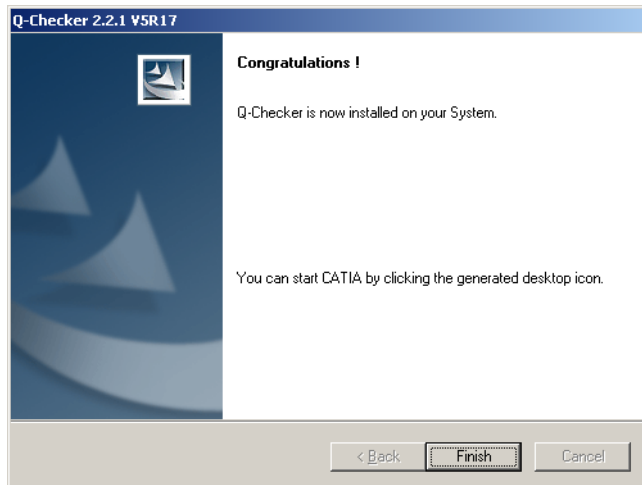 Q-Checker 2.2.1 V5R17
Congratulations !
Q-Checker is now installed on your System.
You can start CATIA by clicking the generated desktop icon.
< Back
Finish
Cancel